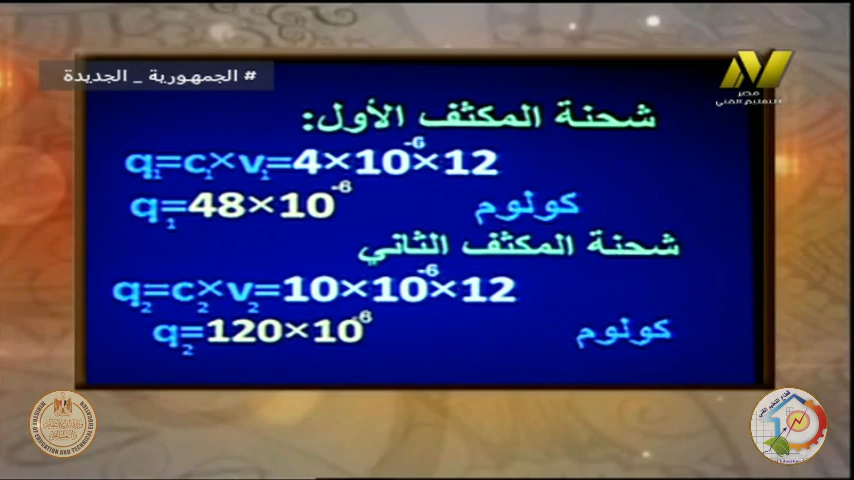 # الجمهورية _ الجديدة
مصر
التعليم الفني
شحنة المكثف الأول:
q₁=c₁×v₁=4×10⁻⁶×12
q₁=48×10⁻⁶ كولوم
شحنة المكثف الثاني
q₂=c₂×v₂=10×10⁻⁶×12
q₂=120×10⁻⁶ كولوم